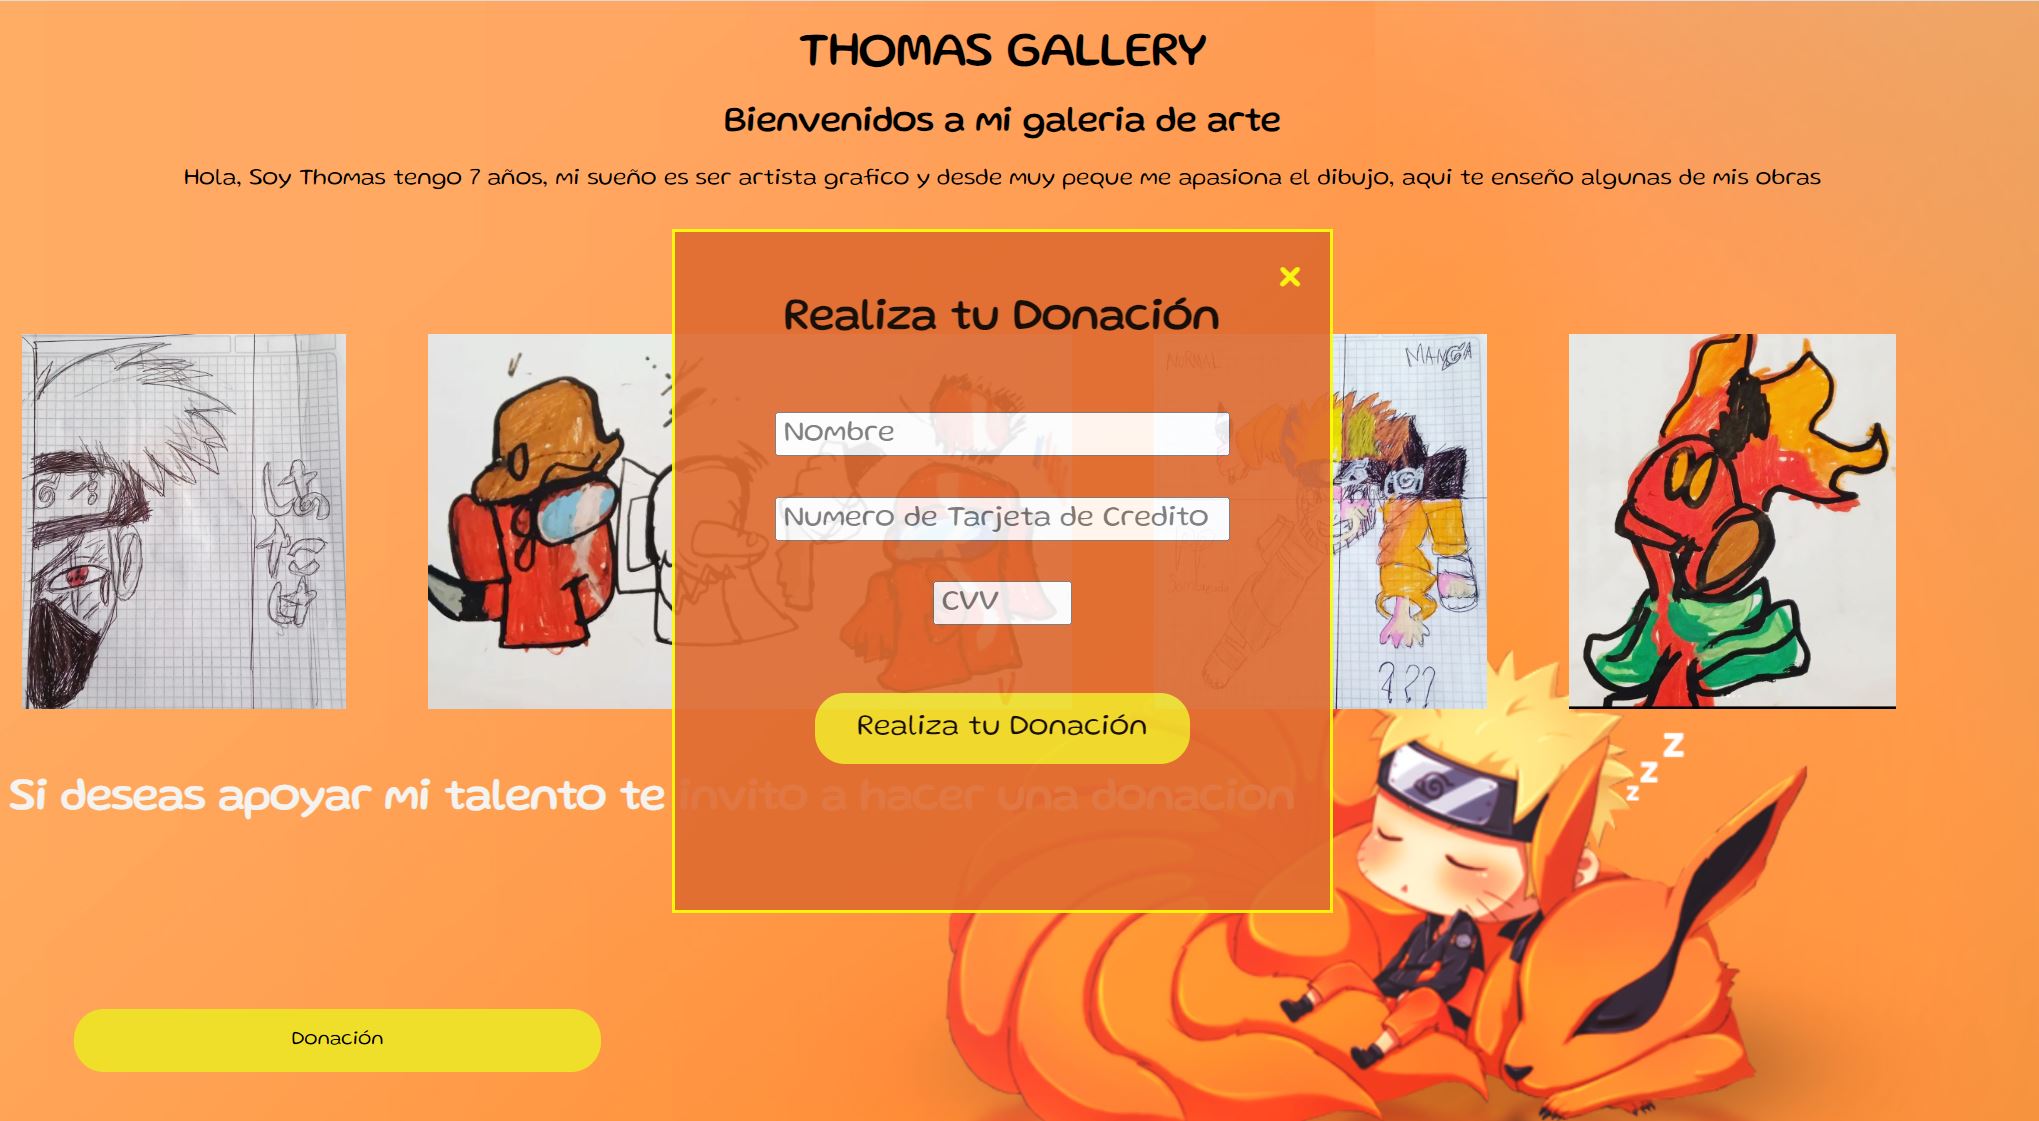 THOMAS GALLERY
Bienvenidos a mi galeria de arte
Hola, Soy Thomas tengo 7 años, mi sueño es ser artista grafico y desde muy peque me apasiona el dibujo, aqui te enseño algunas de mis obras
Realiza tu Donación
NORMAL
MANGA
Nombre
Numero de Tarjeta de Credito
CVV
???
Realiza tu Donación
z
z
z
Si deseas apoyar mi talento te invito a hacer una donacion
Donación